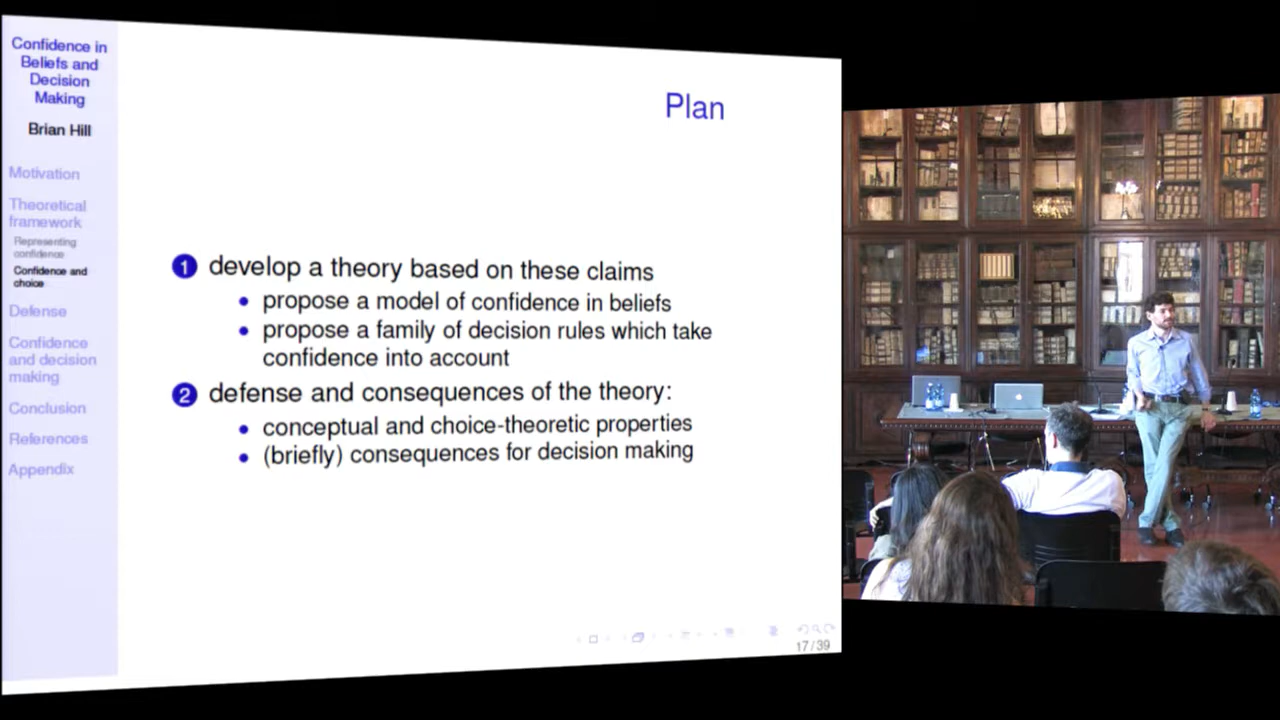 Confidence in
Beliefs and
Decision
Making
Brian Hill
Motivation
Theoretical
framework
Representing
confidence
Confidence and
choice
Defense
Confidence
and decision
making
Conclusion
References
Appendix
Plan
1 develop a theory based on these claims
• propose a model of confidence in beliefs
• propose a family of decision rules which take
confidence into account
2 defense and consequences of the theory:
• conceptual and choice-theoretic properties
• (briefly) consequences for decision making
17/39